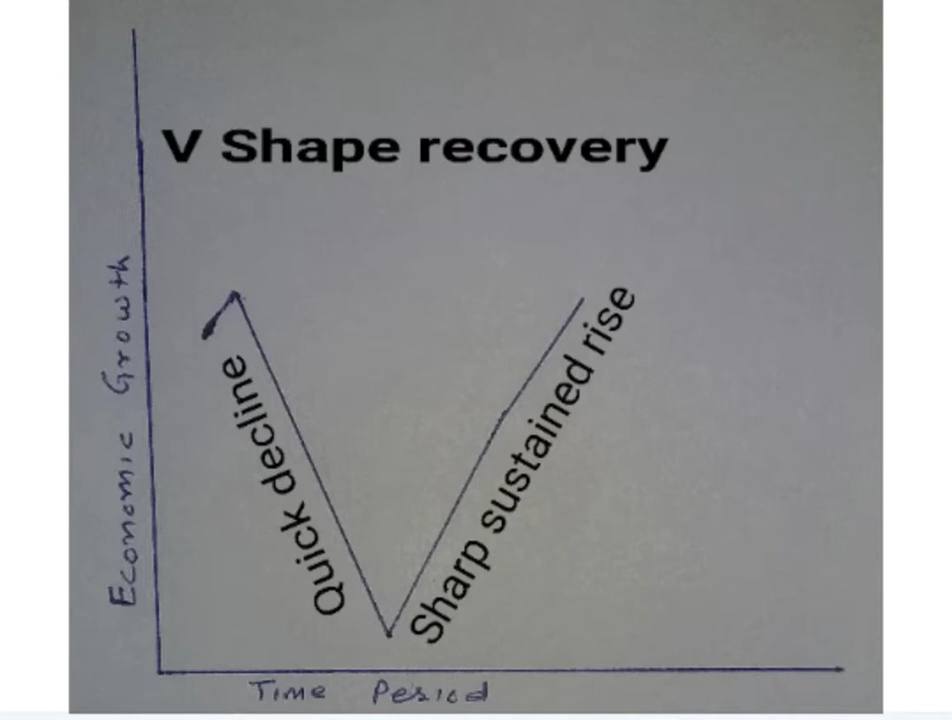 V Shape recovery
Economic Growth
Quick decline
Sharp sustained rise
Time Period